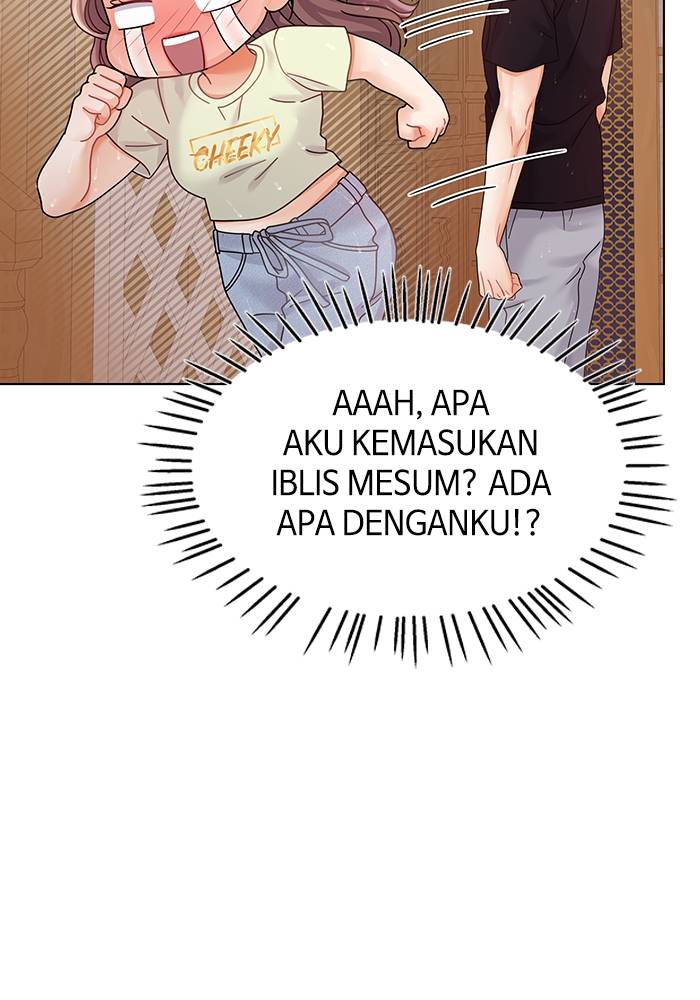 CHEEKY
AAAH, APA
AKU KEMASUKAN
IBLIS MESUM? ADA
APA DENGANKU!?